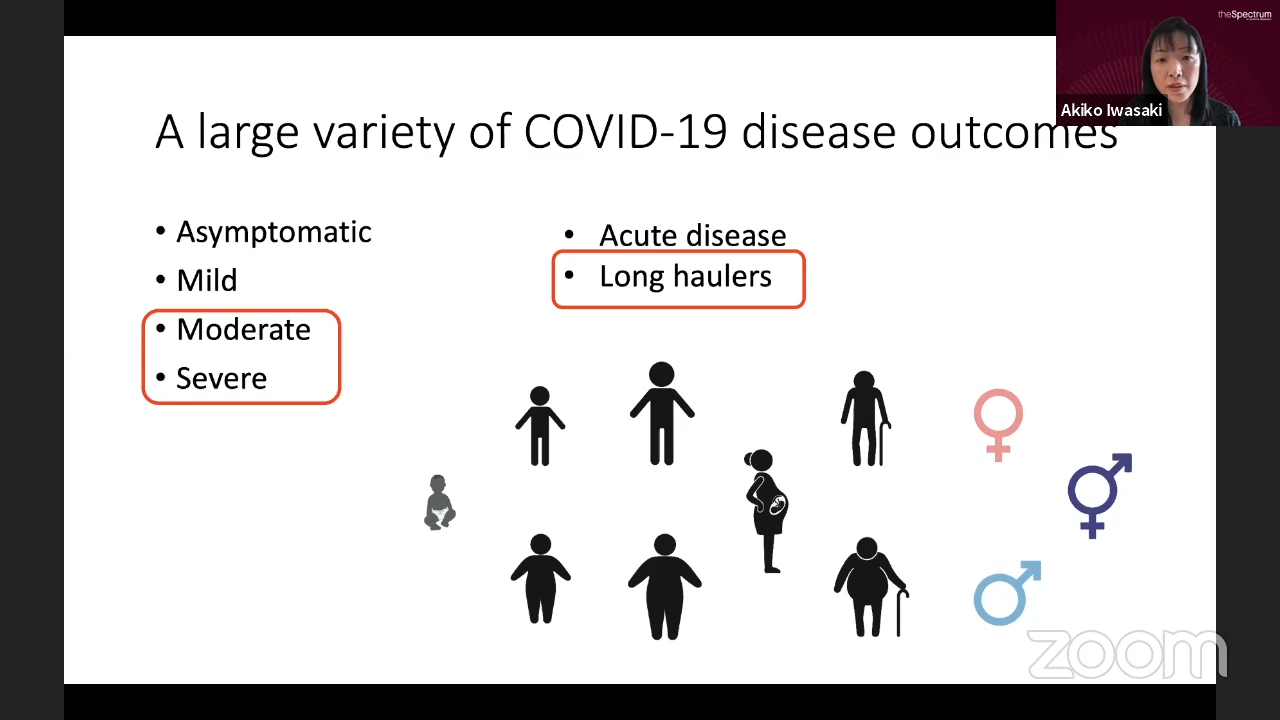 theSpectrum
Akiko Iwasaki
A large variety of COVID-19 disease outcomes
• Asymptomatic
• Mild
• Moderate
• Severe
• Acute disease
• Long haulers
zoom